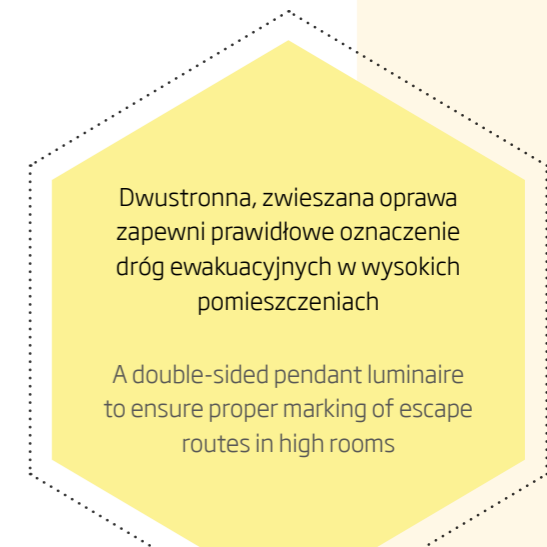 Dwustronna, zwieszana oprawa
zapewni prawidłowe oznaczenie
dróg ewakuacyjnych w wysokich
pomieszczeniach
A double-sided pendant luminaire
to ensure proper marking of escape
routes in high rooms